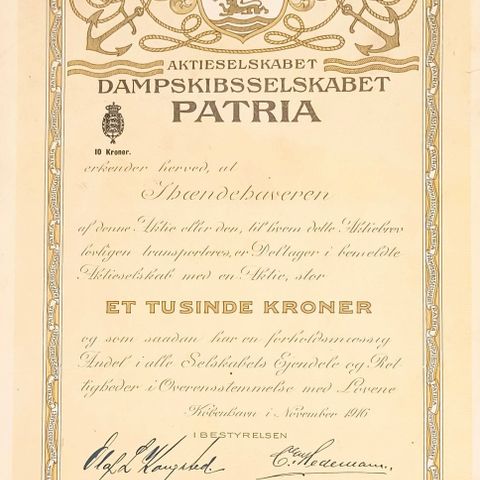 AKTIESELSKABET
DAMPSKIBSSELSKABET
PATRIA
10 Kroner.
erkender herved, at
Ihændehaveren
af denne Aktie eller den, til hvem dette Aktiebrev
lovligen transporteres, er Deltager i bemeldte
Aktieselskab med en Aktie, stor
ET TUSINDE KRONER
og som saadan har en forholdsmæssig
Andel i alle Selskabets Ejendele og Ret-
tigheder i Overensstemmelse med Lovene
København i November 1916
I BESTYRELSEN